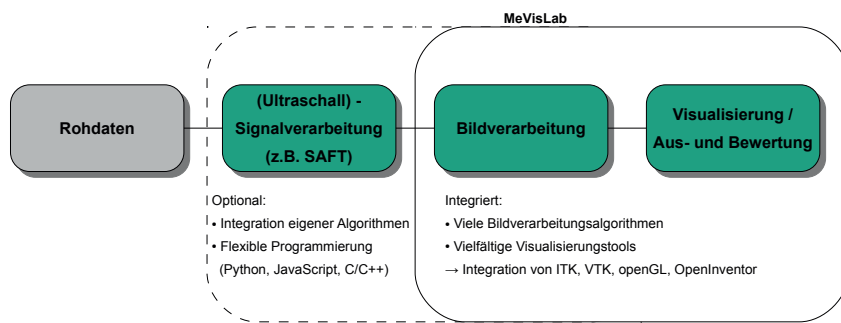 MeVisLab
Rohdaten
(Ultraschall) -
Signalverarbeitung
(z.B. SAFT)
Bildverarbeitung
Visualisierung /
Aus- und Bewertung
Optional:
• Integration eigener Algorithmen
• Flexible Programmierung
(Python, JavaScript, C/C++)
Integriert:
• Viele Bildverarbeitungsalgorithmen
• Vielfältige Visualisierungstools
→ Integration von ITK, VTK, openGL, OpenInventor